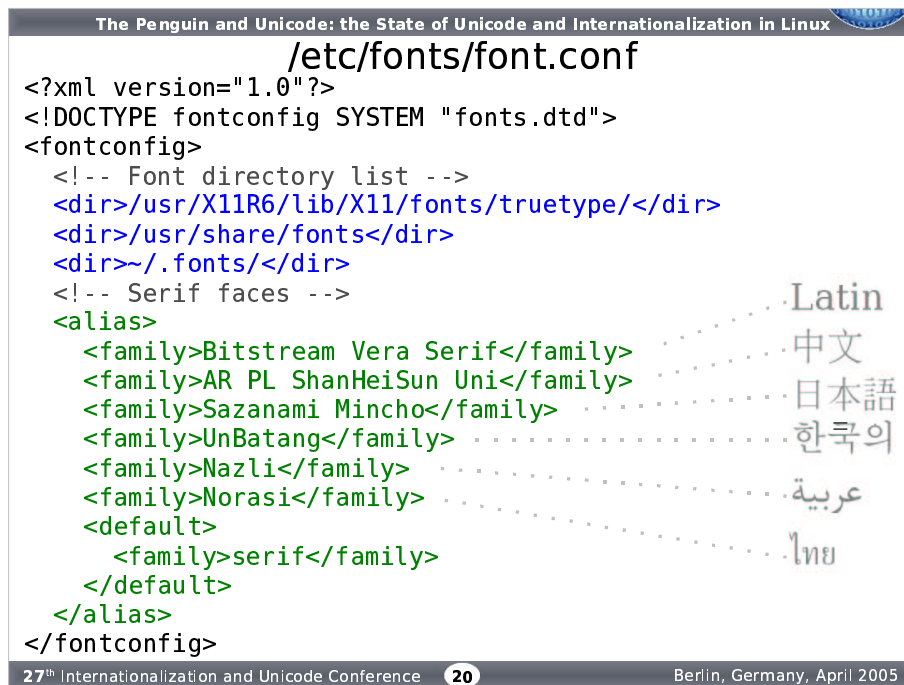 The Penguin and Unicode: the State of Unicode and Internationalization in Linux
/etc/fonts/font.conf
<?xml version="1.0"?>
<!DOCTYPE fontconfig SYSTEM "fonts.dtd">
<fontconfig>
<!-- Font directory list -->
<dir>/usr/X11R6/lib/X11/fonts/truetype/</dir>
<dir>/usr/share/fonts</dir>
<dir>~/.fonts/</dir>
<!-- Serif faces -->
<alias>
<family>Bitstream Vera Serif</family> Latin
<family>AR PL ShanHeiSun Uni</family> 中文
<family>Sazanami Mincho</family> 日本語
<family>UnBatang</family> 한국의
<family>Nazli</family> عربية
<family>Norasi</family> ไทย
<default>
<family>serif</family>
</default>
</alias>
</fontconfig>
27th Internationalization and Unicode Conference 20 Berlin, Germany, April 2005